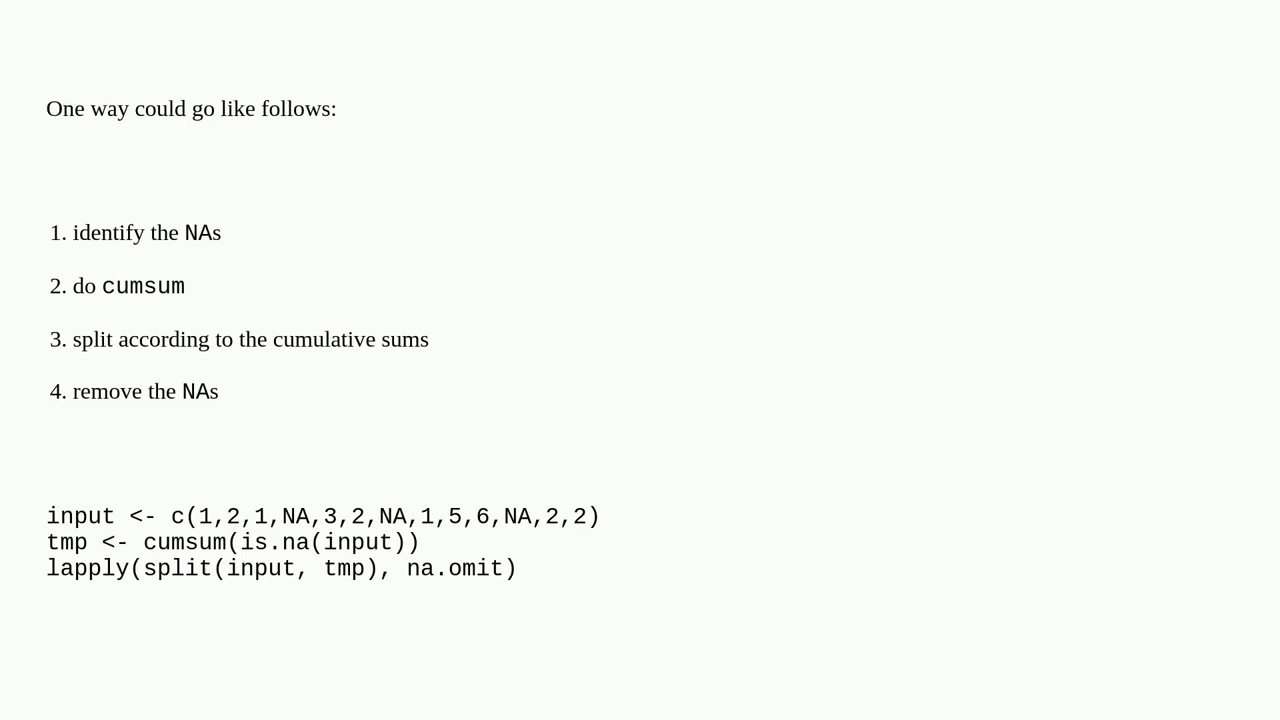 One way could go like follows:
1. identify the NAs
2. do cumsum
3. split according to the cumulative sums
4. remove the NAs
input <- c(1,2,1,NA,3,2,NA,1,5,6,NA,2,2)
tmp <- cumsum(is.na(input))
lapply(split(input, tmp), na.omit)